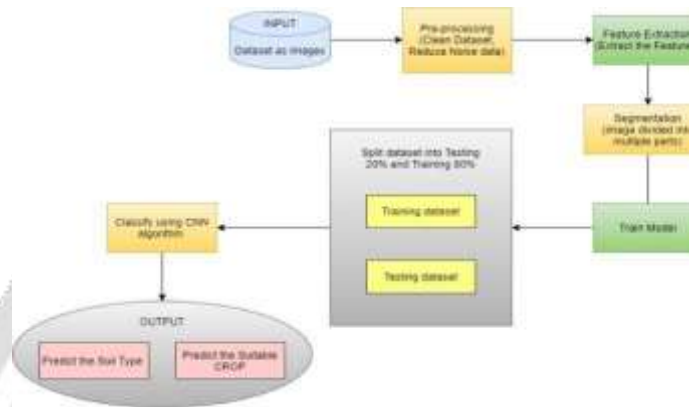 INPUT
Dataset as Images
Pre-processing
(Clean Dataset,
Reduce Noise data)
Feature Extraction
(Extract the Feature
Segmentation
(Image divided int
multiple parts)
Split dataset into Testing
20% and Training 80%
Training dataset
Testing dataset
Train Model
Classify using CNN
algorithm
OUTPUT
Predict the Soil Type
Predict the Suitable
CROP